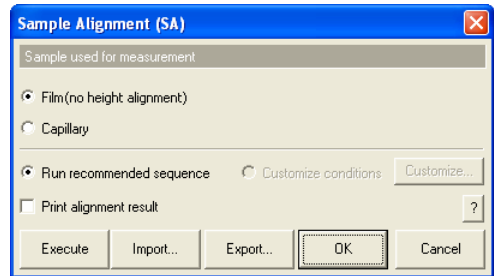 Sample Alignment (SA)
Sample used for measurement
Film(no height alignment)
Capillary
Run recommended sequence Customize conditions Customize...
Print alignment result ?
Execute Import... Export... OK Cancel